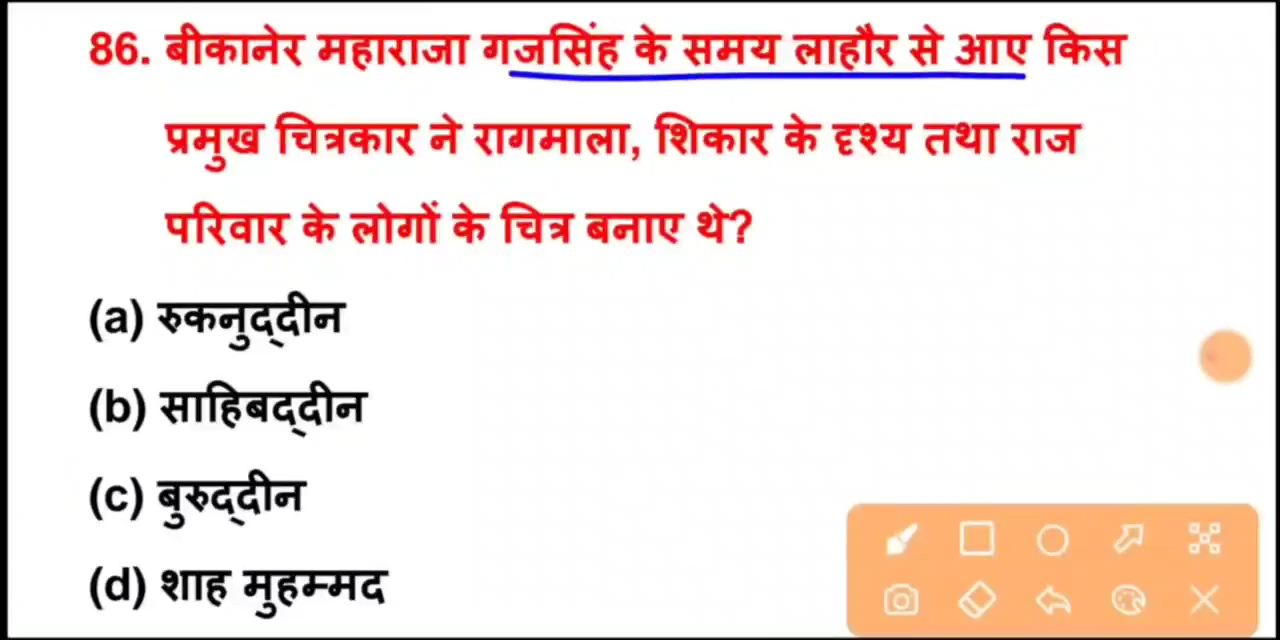 86. बीकानेर महाराजा गजसिंह के समय लाहौर से आए किस
प्रमुख चित्रकार ने रागमाला, शिकार के दृश्य तथा राज
परिवार के लोगों के चित्र बनाए थे?
(a) रुकनुद्दीन
(b) साहिबद्दीन
(c) बुरुद्दीन
(d) शाह मुहम्मद